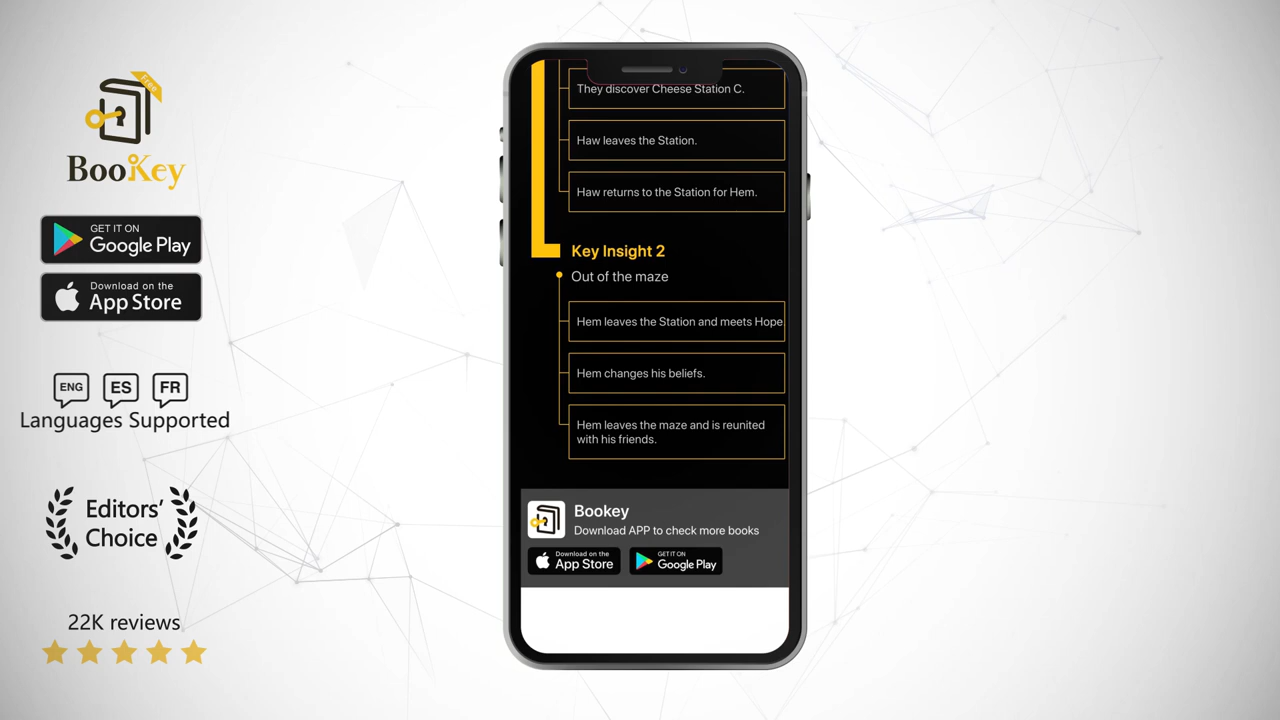 Free
BooKey
GET IT ON
Google Play
Download on the
App Store
ENG ES FR
Languages Supported
Editors'
Choice
22K reviews
They discover Cheese Station C.
Haw leaves the Station.
Haw returns to the Station for Hem.
Key Insight 2
Out of the maze
Hem leaves the Station and meets Hope.
Hem changes his beliefs.
Hem leaves the maze and is reunited
with his friends.
Bookey
Download APP to check more books
Download on the
App Store
GET IT ON
Google Play